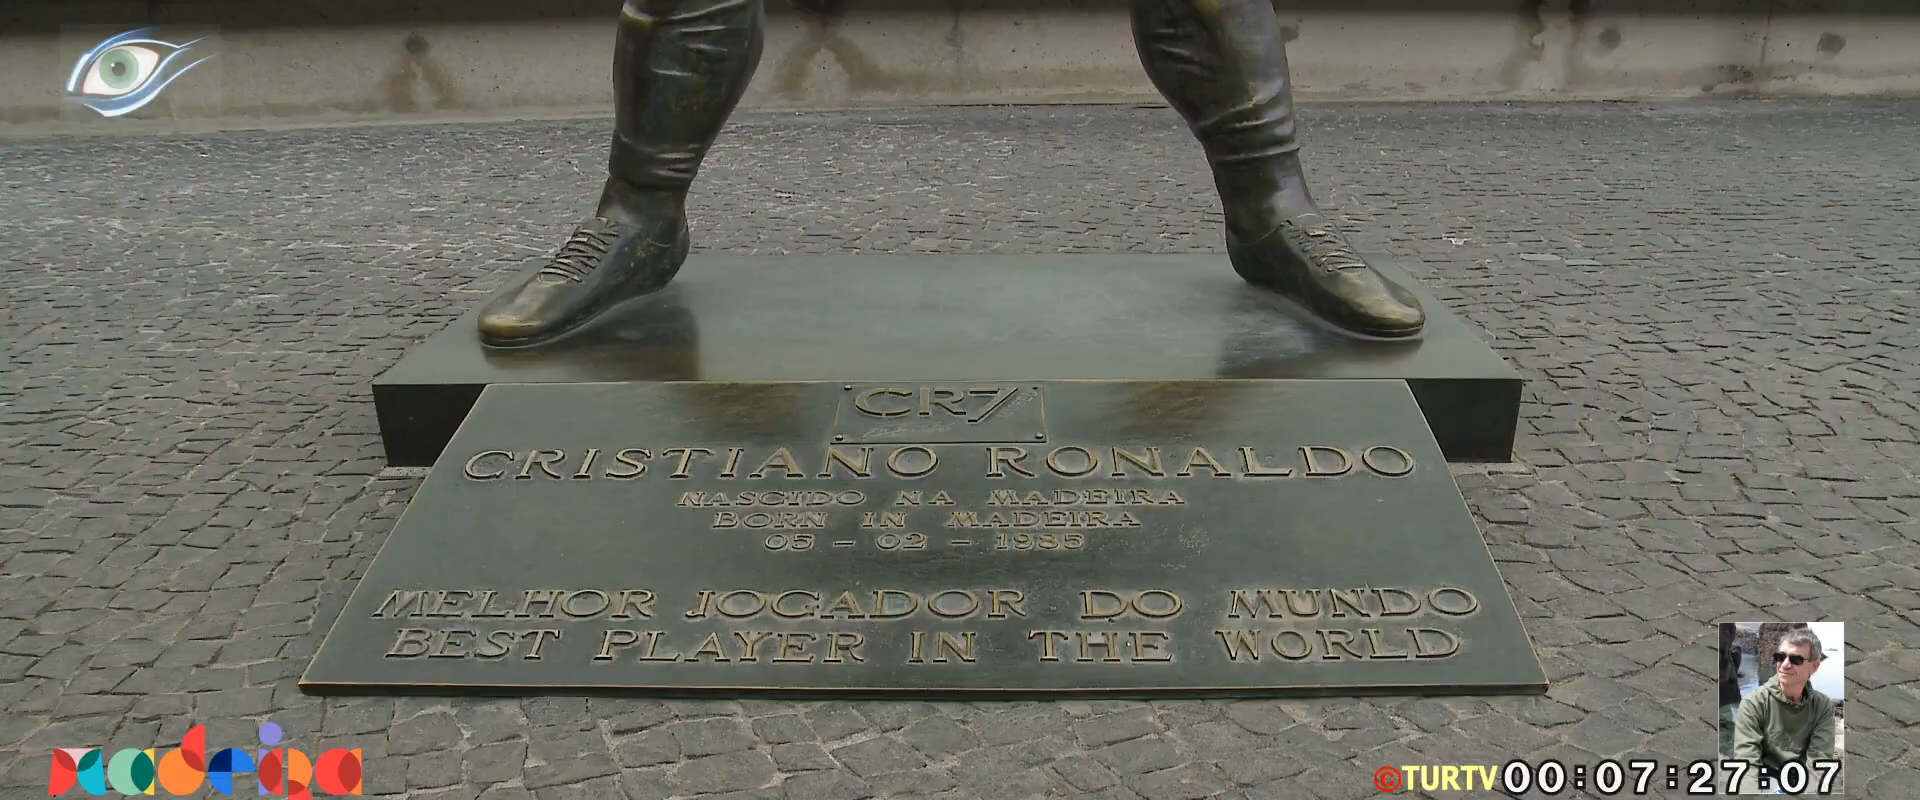 CR7
CRISTIANO RONALDO
NASCIDO NA MADEIRA
BORN IN MADEIRA
05 - 02 - 1985
MELHOR JOGADOR DO MUNDO
BEST PLAYER IN THE WORLD
madeira
©TURTV 00:07:27:07